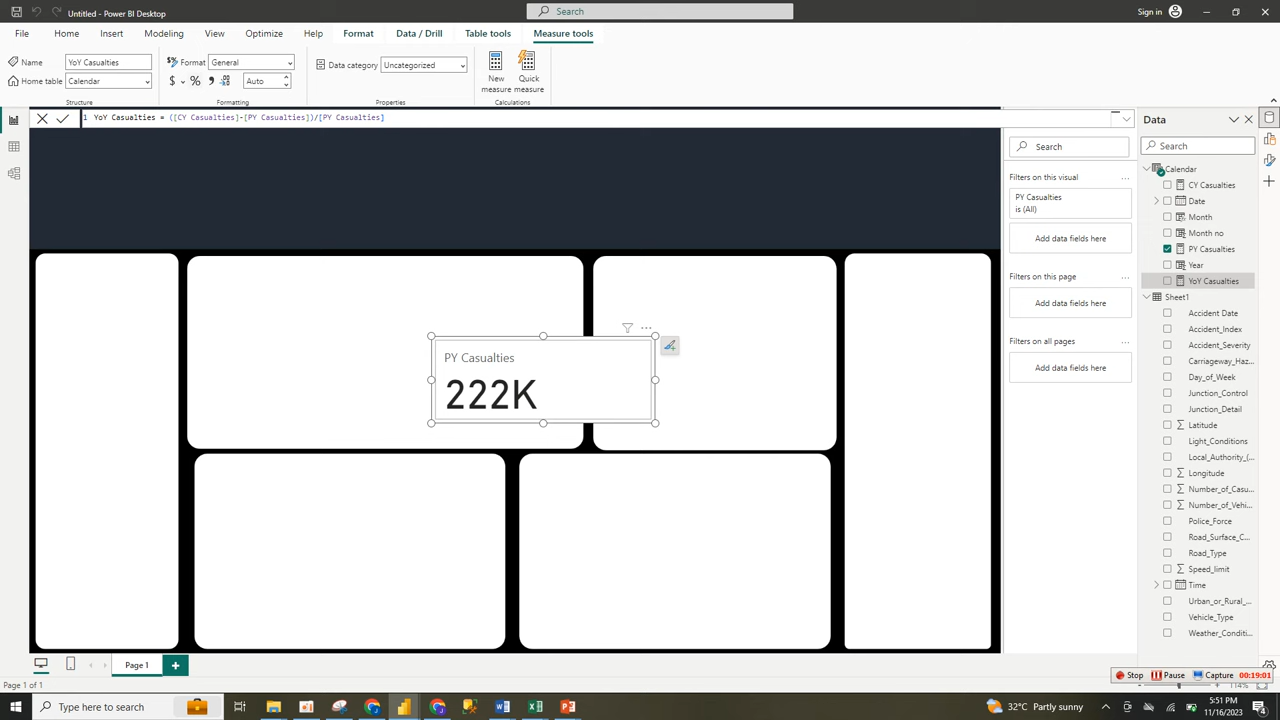 Untitled - Power BI Desktop
Search
Sign in
File
Home
Insert
Modeling
View
Optimize
Help
Format
Data / Drill
Table tools
Measure tools
Name
YoY Casualties
Home table
Calendar
Structure
Format
General
$
%
Auto
Formatting
Data category
Uncategorized
Properties
New measure
Quick measure
Calculations
1 YoY Casualties = ([CY Casualties]-[PY Casualties])/[PY Casualties]
PY Casualties
222K
Search
Filters on this visual
PY Casualties
is (All)
Add data fields here
Filters on this page
Add data fields here
Filters on all pages
Add data fields here
Data
Search
Calendar
CY Casualties
Date
Month
Month no
PY Casualties
Year
YoY Casualties
Sheet1
Accident Date
Accident_Index
Accident_Severity
Carriageway_Haz...
Day_of_Week
Junction_Control
Junction_Detail
Latitude
Light_Conditions
Local_Authority_(...
Longitude
Number_of_Casu...
Number_of_Vehi...
Police_Force
Road_Surface_C...
Road_Type
Speed_limit
Time
Urban_or_Rural_...
Vehicle_Type
Weather_Conditi...
Page 1
Page 1 of 1
Stop
Pause
Capture
00:19:01
114%
Type here to search
32°C Partly sunny
5:51 PM
11/16/2023